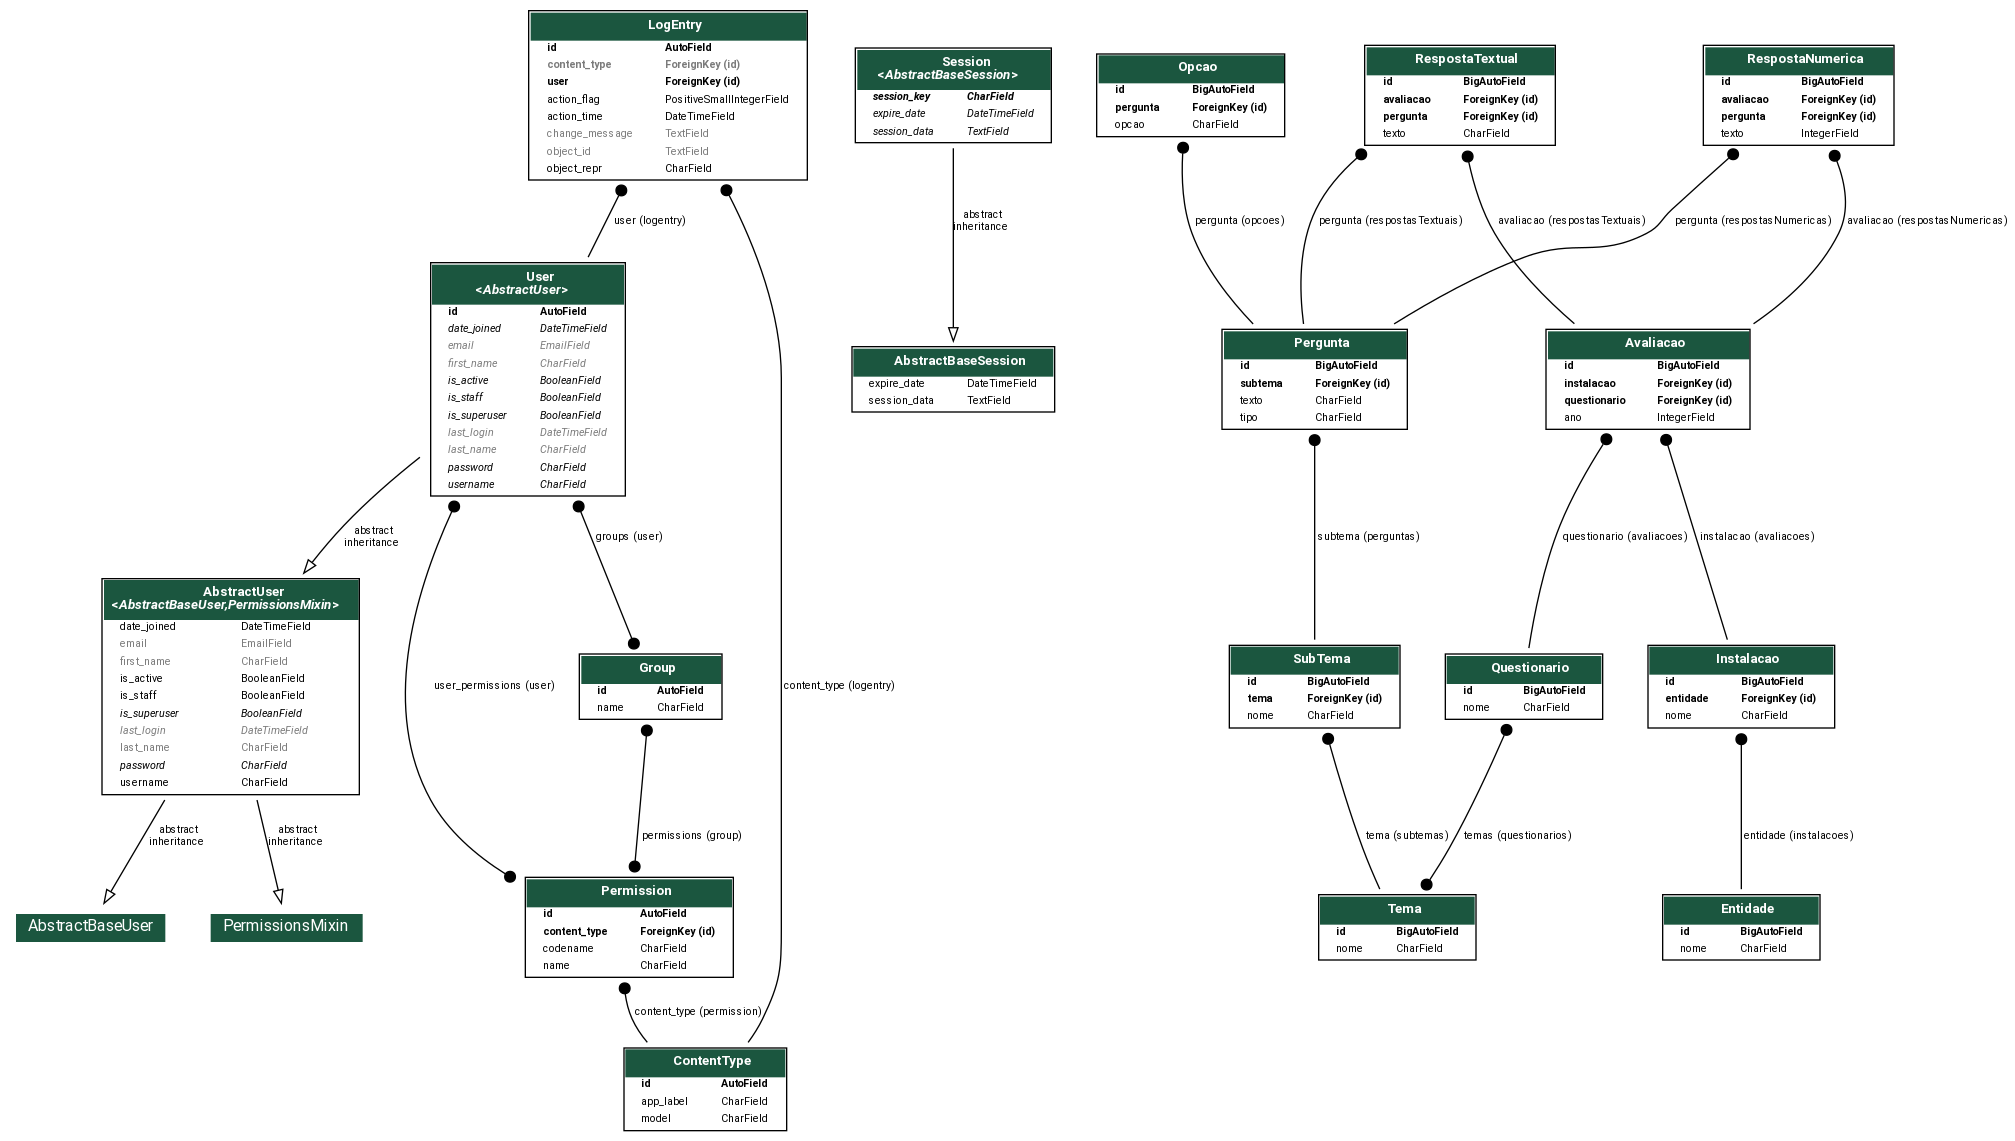 LogEntry
id AutoField
content_type ForeignKey (id)
user ForeignKey (id)
action_flag PositiveSmallIntegerField
action_time DateTimeField
change_message TextField
object_id TextField
object_repr CharField
Session
<AbstractBaseSession>
session_key CharField
expire_date DateTimeField
session_data TextField
Opcao
id BigAutoField
pergunta ForeignKey (id)
opcao CharField
RespostaTextual
id BigAutoField
avaliacao ForeignKey (id)
pergunta ForeignKey (id)
texto CharField
RespostaNumerica
id BigAutoField
avaliacao ForeignKey (id)
pergunta ForeignKey (id)
texto IntegerField
user (logentry)
abstract
inheritance
pergunta (opcoes)
pergunta (respostasTextuais)
avaliacao (respostasTextuais)
pergunta (respostasNumericas)
avaliacao (respostasNumericas)
User
<AbstractUser>
id AutoField
date_joined DateTimeField
email EmailField
first_name CharField
is_active BooleanField
is_staff BooleanField
is_superuser BooleanField
last_login DateTimeField
last_name CharField
password CharField
username CharField
AbstractBaseSession
expire_date DateTimeField
session_data TextField
Pergunta
id BigAutoField
subtema ForeignKey (id)
texto CharField
tipo CharField
Avaliacao
id BigAutoField
instalacao ForeignKey (id)
questionario ForeignKey (id)
ano IntegerField
abstract
inheritance
groups (user)
subtema (perguntas)
questionario (avaliacoes)
instalacao (avaliacoes)
AbstractUser
<AbstractBaseUser,PermissionsMixin>
date_joined DateTimeField
email EmailField
first_name CharField
is_active BooleanField
is_staff BooleanField
is_superuser BooleanField
last_login DateTimeField
last_name CharField
password CharField
username CharField
user_permissions (user)
Group
id AutoField
name CharField
content_type (logentry)
SubTema
id BigAutoField
tema ForeignKey (id)
nome CharField
Questionario
id BigAutoField
nome CharField
Instalacao
id BigAutoField
entidade ForeignKey (id)
nome CharField
abstract
inheritance
abstract
inheritance
permissions (group)
tema (subtemas)
temas (questionarios)
entidade (instalacoes)
AbstractBaseUser
PermissionsMixin
Permission
id AutoField
content_type ForeignKey (id)
codename CharField
name CharField
Tema
id BigAutoField
nome CharField
Entidade
id BigAutoField
nome CharField
content_type (permission)
ContentType
id AutoField
app_label CharField
model CharField